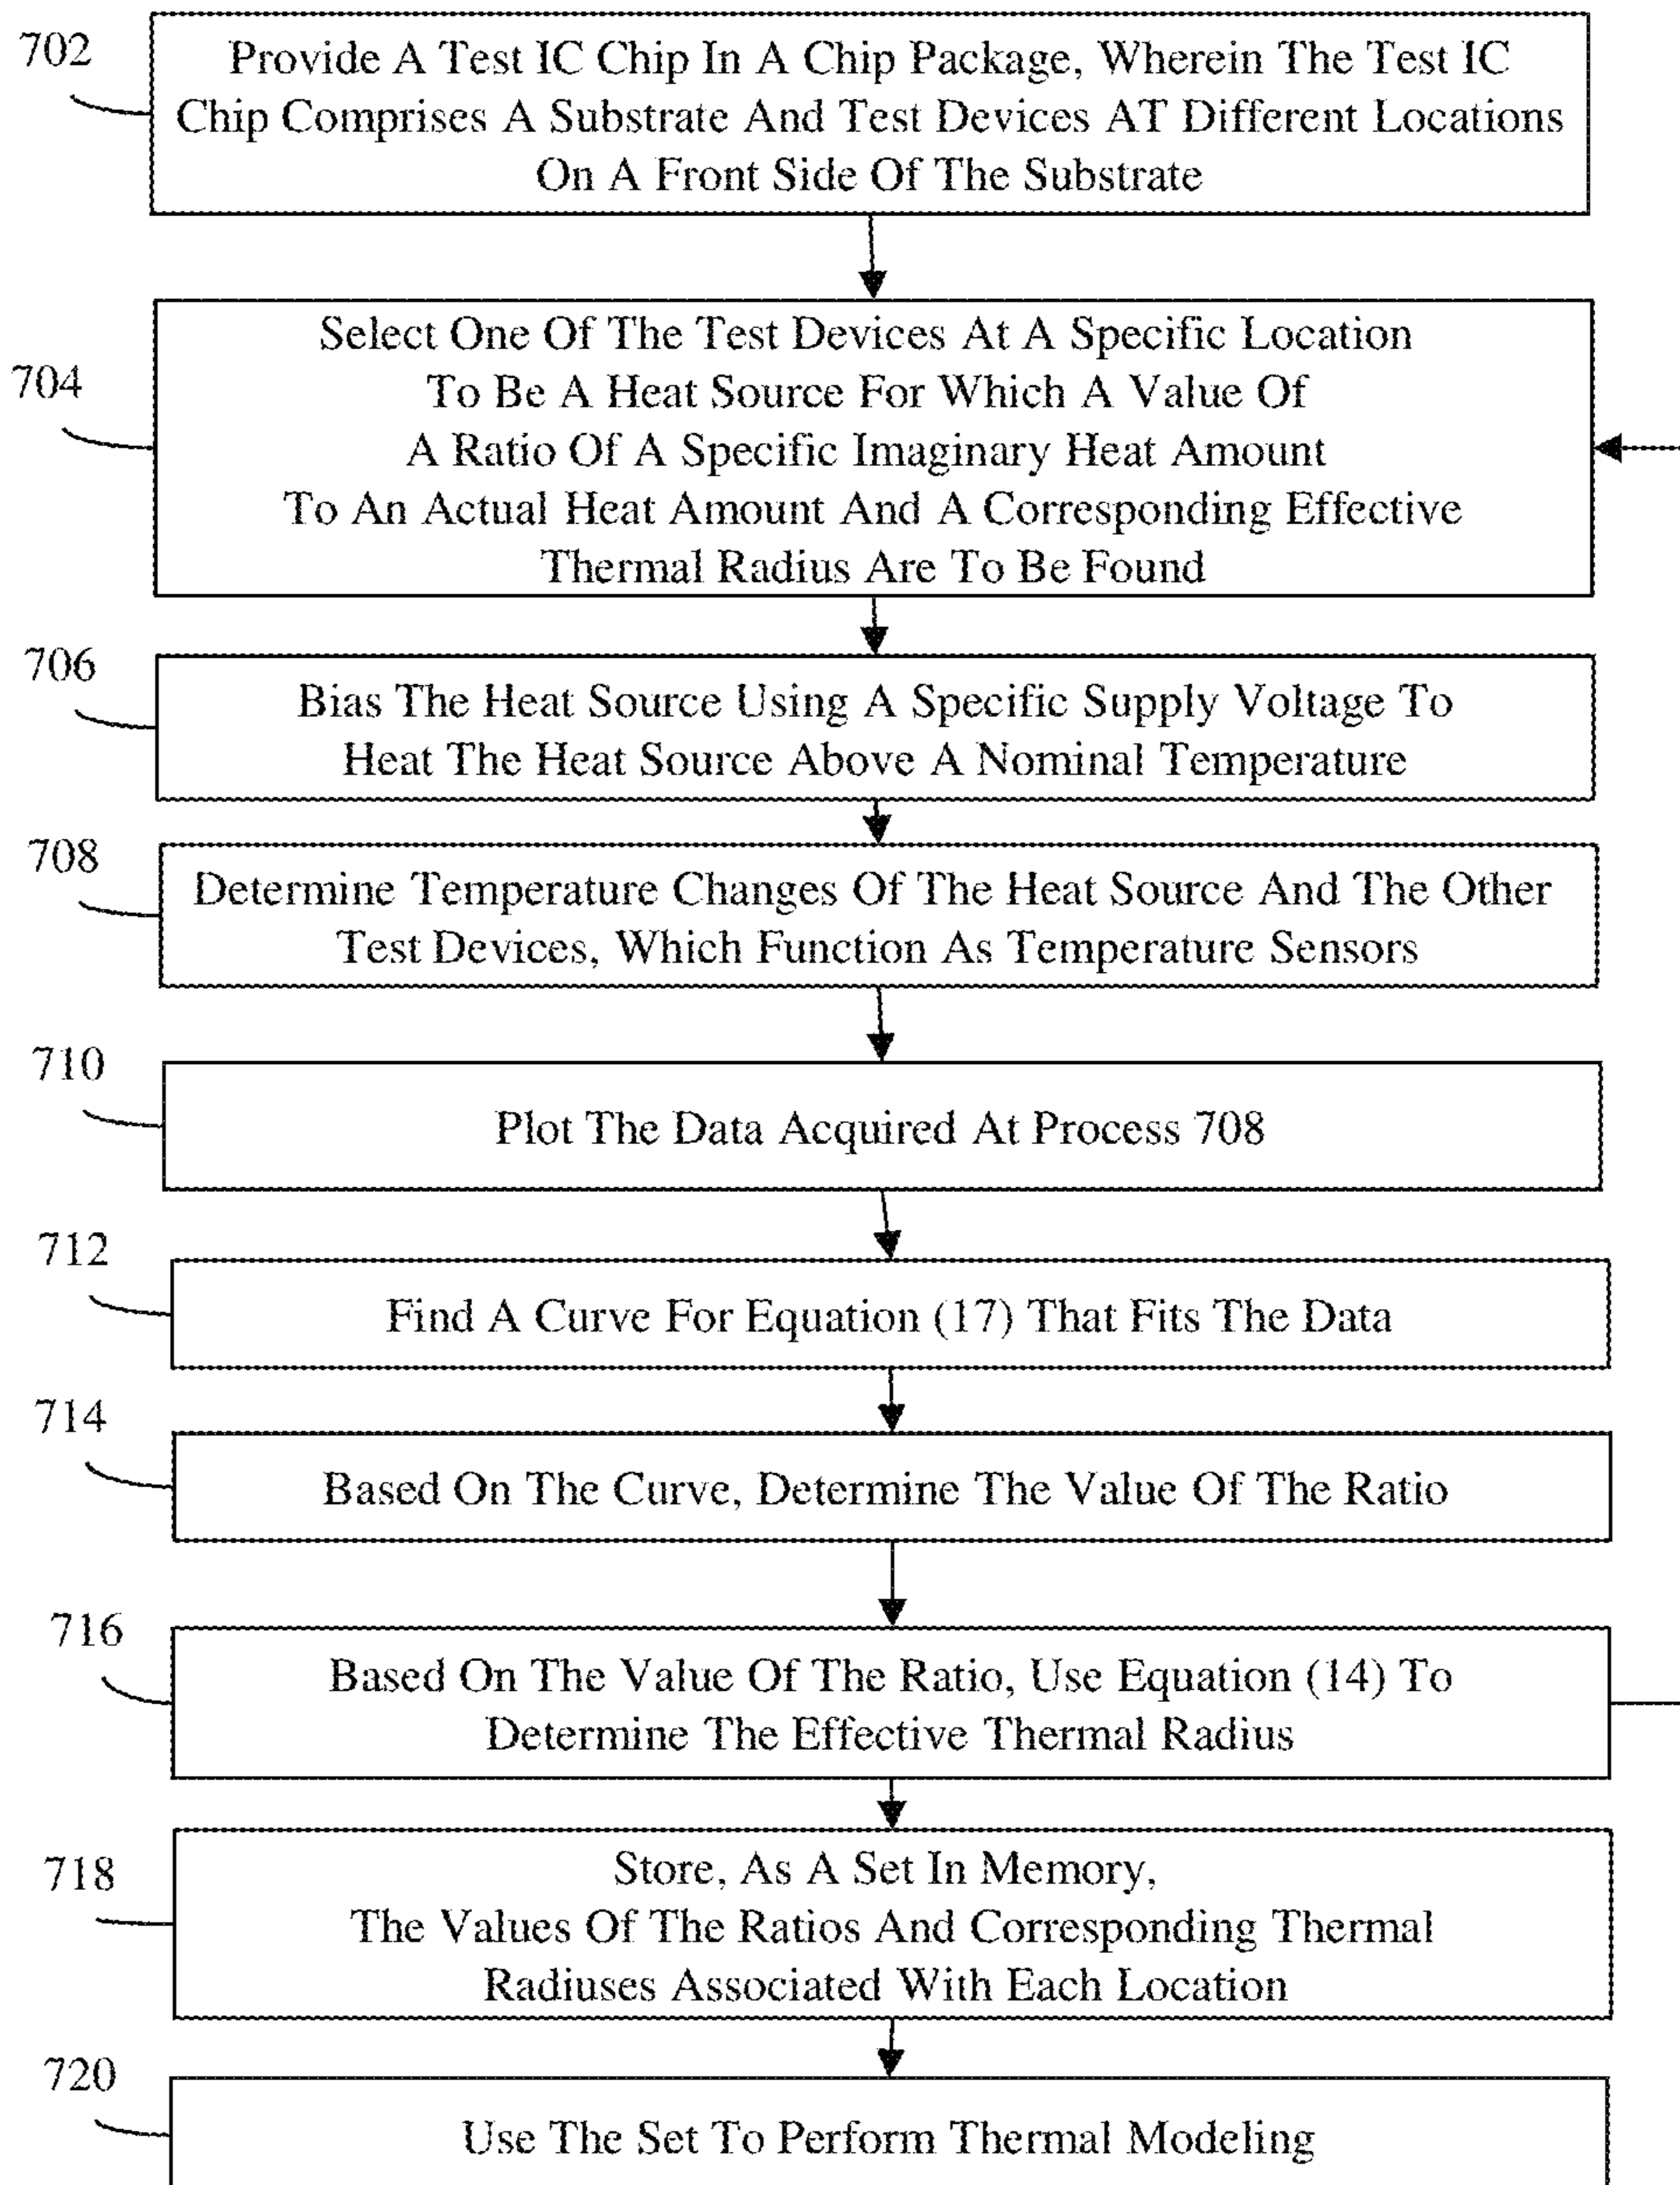 702
Provide A Test IC Chip In A Chip Package, Wherein The Test IC
Chip Comprises A Substrate And Test Devices AT Different Locations
On A Front Side Of The Substrate
704
Select One Of The Test Devices At A Specific Location
To Be A Heat Source For Which A Value Of
A Ratio Of A Specific Imaginary Heat Amount
To An Actual Heat Amount And A Corresponding Effective
Thermal Radius Are To Be Found
706
Bias The Heat Source Using A Specific Supply Voltage To
Heat The Heat Source Above A Nominal Temperature
708
Determine Temperature Changes Of The Heat Source And The Other
Test Devices, Which Function As Temperature Sensors
710
Plot The Data Acquired At Process 708
712
Find A Curve For Equation (17) That Fits The Data
714
Based On The Curve, Determine The Value Of The Ratio
716
Based On The Value Of The Ratio, Use Equation (14) To
Determine The Effective Thermal Radius
718
Store, As A Set In Memory,
The Values Of The Ratios And Corresponding Thermal
Radiuses Associated With Each Location
720
Use The Set To Perform Thermal Modeling